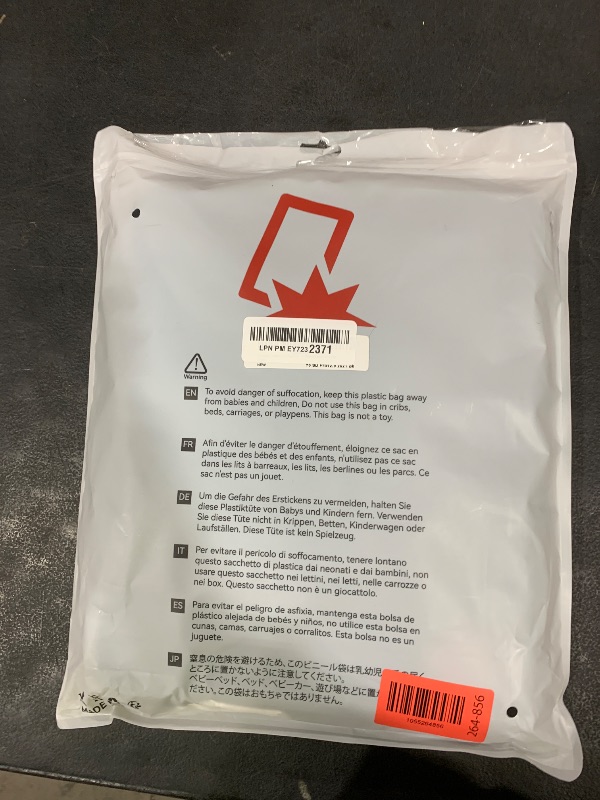 LPN PM EY723 2371
Warning
EN To avoid danger of suffocation, keep this plastic bag away
from babies and children, Do not use this bag in cribs,
beds, carriages, or playpens. This bag is not a toy.
FR Afin d'éviter le danger d'étouffement, éloignez ce sac en
plastique des bébés et des enfants, n'utilisez pas ce sac
dans les lits à barreaux, les lits, les berlines ou les parcs. Ce
sac n'est pas un jouet.
DE Um die Gefahr des Erstickens zu vermeiden, halten Sie
diese Plastiktüte von Babys und Kindern fern. Verwenden
Sie diese Tüte nicht in Krippen, Betten, Kinderwagen oder
Laufställen. Diese Tüte ist kein Spielzeug.
IT Per evitare il pericolo di soffocamento, tenere lontano
questo sacchetto di plastica dai neonati e dai bambini, non
usare questo sacchetto nei lettini, nei letti, nelle carrozze o
nei box. Questo sacchetto non è un giocattolo.
ES Para evitar el peligro de asfixia, mantenga esta bolsa de
plástico alejada de bebés y niños, no utilice esta bolsa en
cunas, camas, carruajes o corralitos. Esta bolsa no es un
juguete.
JP 窒息の危険を避けるため、このビニール袋は乳幼児
ところに置かないように注意してください。
ベビーベッド、ベッド、ベビーカー、遊び場などに置
ださい、この袋はおもちゃではありません。
264-856